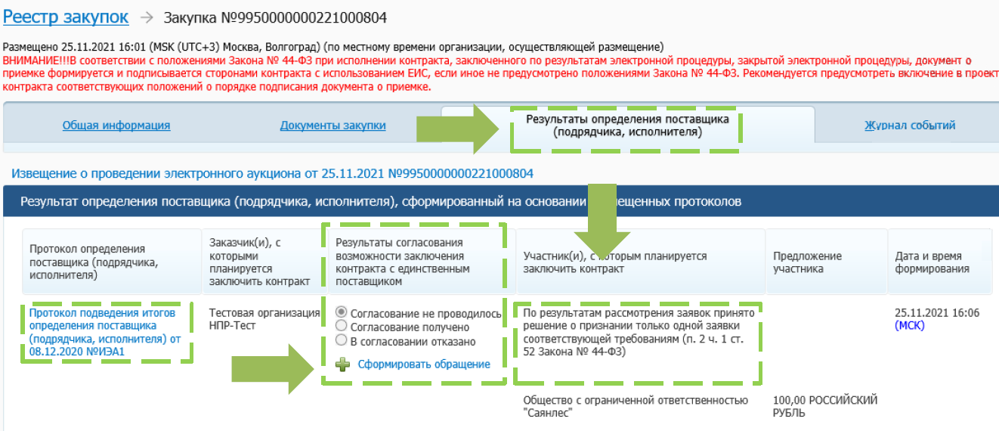 Реестр закупок → Закупка №9950000000221000804
Размещено 25.11.2021 16:01 (MSK (UTC+3) Москва, Волгоград) (по местному времени организации, осуществляющей размещение)
ВНИМАНИЕ!!!В соответствии с положениями Закона № 44-ФЗ при исполнении контракта, заключенного по результатам электронной процедуры, закрытой электронной процедуры, документ о
приемке формируется и подписывается сторонами контракта с использованием ЕИС, если иное не предусмотрено положениями Закона № 44-ФЗ. Рекомендуется предусмотреть включение в проект
контракта соответствующих положений о порядке подписания документа о приемке.
Общая информация
Документы закупки
Результаты определения поставщика
(подрядчика, исполнителя)
Журнал событий
Извещение о проведении электронного аукциона от 25.11.2021 №9950000000221000804
Результат определения поставщика (подрядчика, исполнителя), сформированный на основании мещенных протоколов
Протокол определения
поставщика (подрядчика,
исполнителя)
Заказчик(и), с
которыми
планируется
заключить контракт
Результаты согласования
возможности заключения
контракта с единственным
поставщиком
Участник(и), с которым планируется
заключить контракт
Предложение
участника
Дата и время
формирования
Протокол подведения итогов
определения поставщика
(подрядчика, исполнителя) от
08.12.2020 №ИЭА1
Тестовая организация
НПР-Тест
Согласование не проводилось
Согласование получено
В согласовании отказано
Сформировать обращение
По результатам рассмотрения заявок принято
решение о признании только одной заявки
соответствующей требованиям (п. 2 ч. 1 ст.
52 Закона № 44-ФЗ)
25.11.2021 16:06
(МСК)
Общество с ограниченной ответственностью
"Саянлес"
100,00 РОССИЙСКИЙ
РУБЛЬ